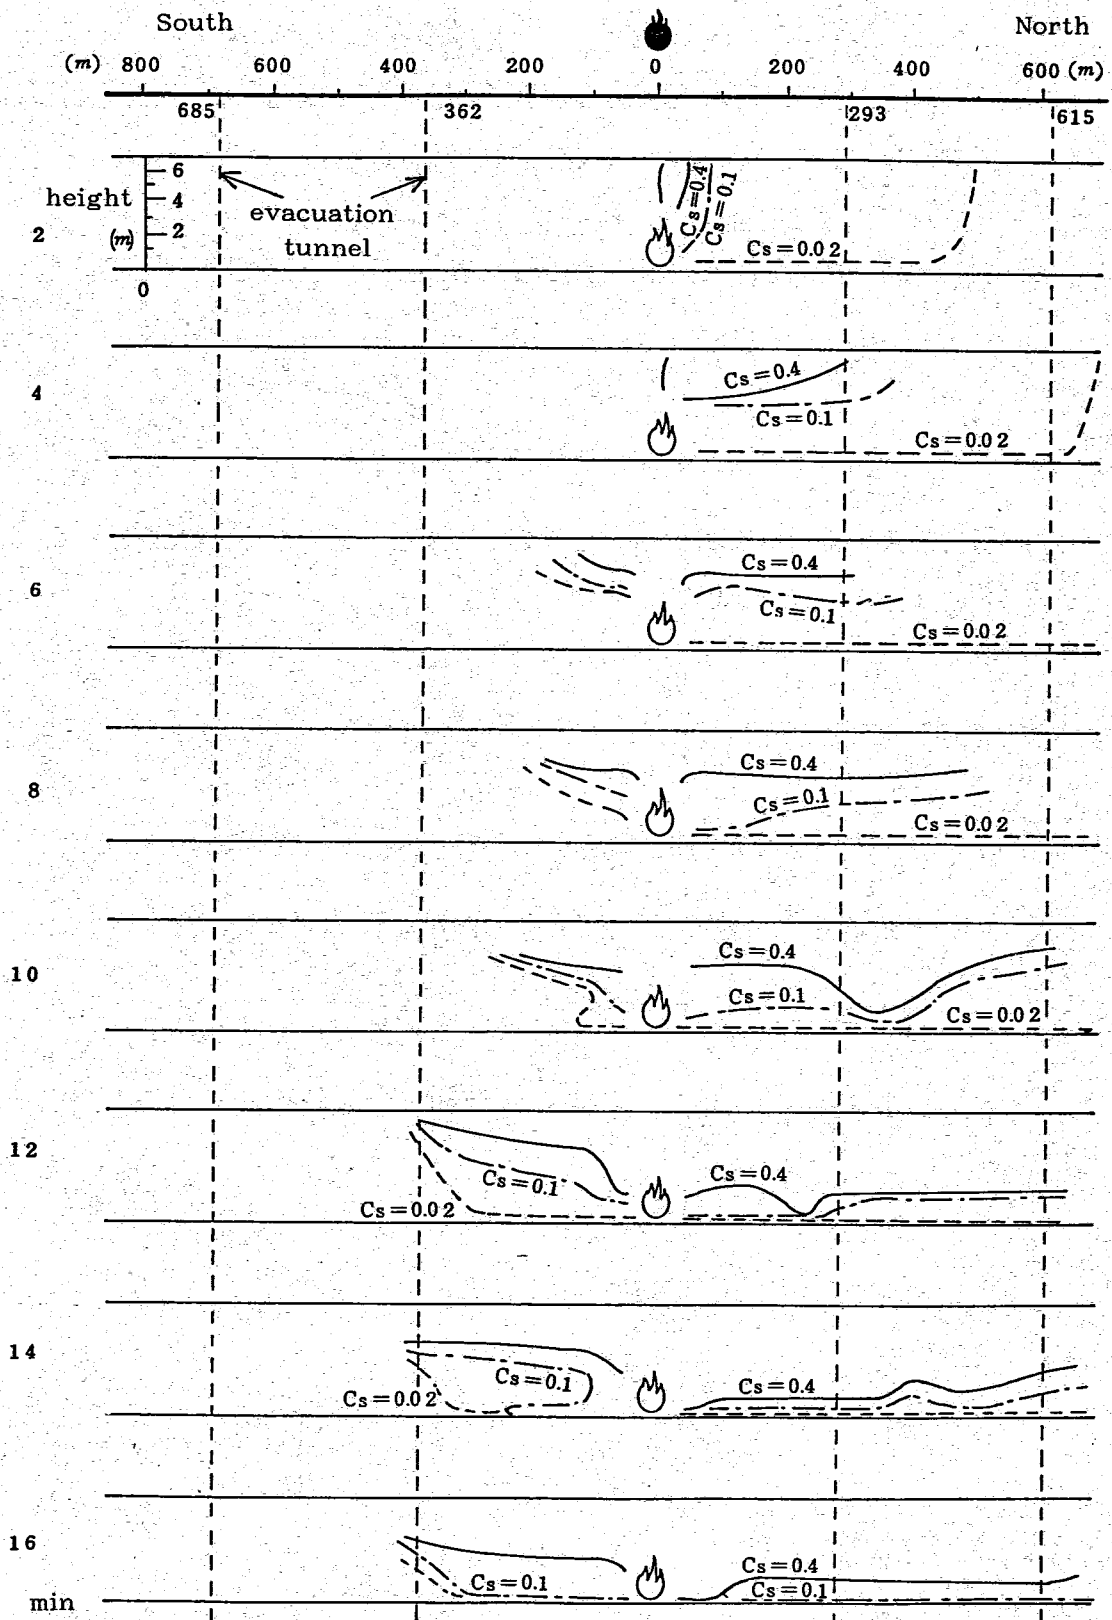 South North
(m) 800 600 400 200 0 200 400 600 (m)
685 362 293 615
6
height 4
2 (m) 2
0
evacuation
tunnel
Cs=0.4
Cs=0.1
Cs=0.02
4
Cs=0.4
Cs=0.1
Cs=0.02
6
Cs=0.4
Cs=0.1
Cs=0.02
8
Cs=0.4
Cs=0.1
Cs=0.02
10
Cs=0.4
Cs=0.1
Cs=0.02
12
Cs=0.1
Cs=0.02
Cs=0.4
14
Cs=0.1
Cs=0.02
Cs=0.4
16
Cs=0.1
Cs=0.4
Cs=0.1
min